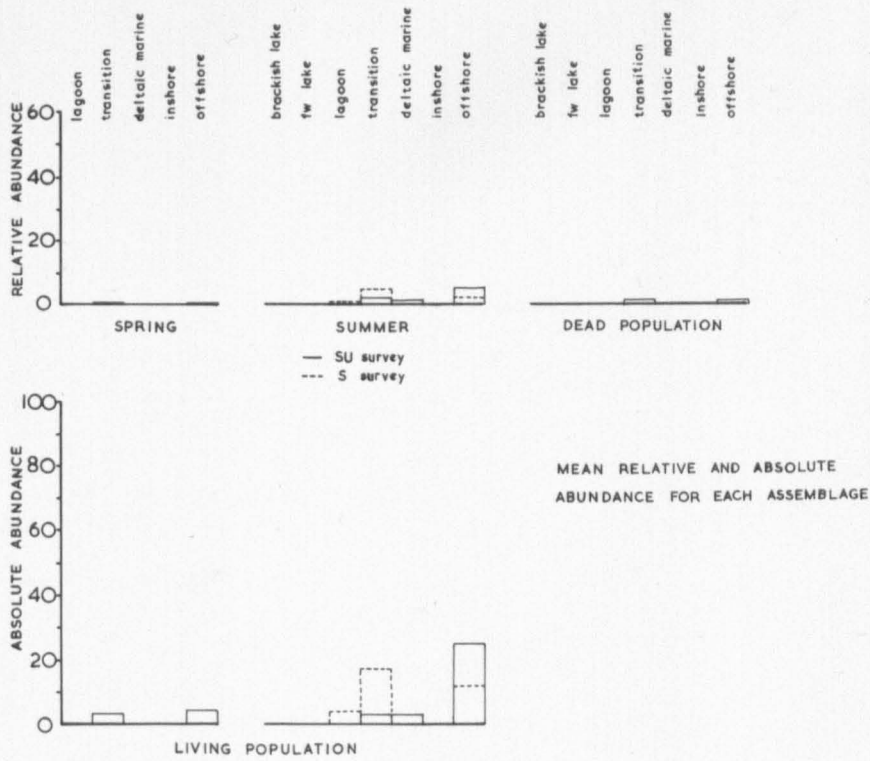 lagoon
transition
deltaic marine
inshore
offshore
brackish lake
fw lake
lagoon
transition
deltaic marine
inshore
offshore
brackish lake
fw lake
lagoon
transition
deltaic marine
inshore
offshore
RELATIVE ABUNDANCE
60
40
20
0
SPRING
SUMMER
DEAD POPULATION
SU survey
S survey
ABSOLUTE ABUNDANCE
100
80
60
40
20
0
MEAN RELATIVE AND ABSOLUTE
ABUNDANCE FOR EACH ASSEMBLAGE
LIVING POPULATION